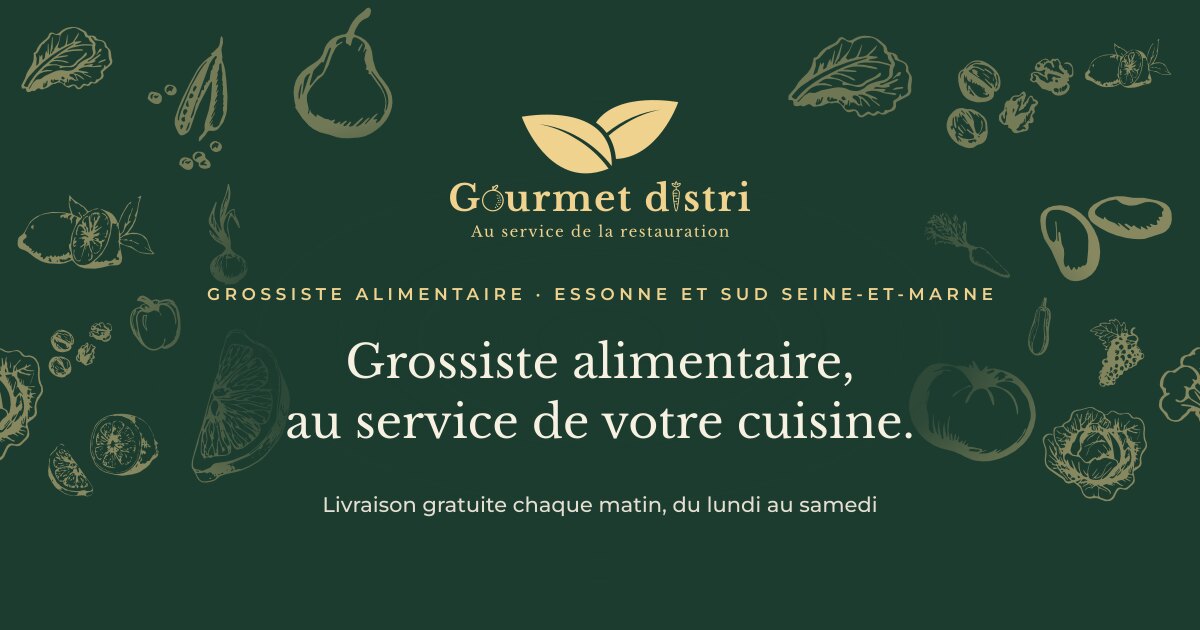 Gourmet distri
Au service de la restauration
GROSSISTE ALIMENTAIRE · ESSONNE ET SUD SEINE-ET-MARNE
Grossiste alimentaire,
au service de votre cuisine.
Livraison gratuite chaque matin, du lundi au samedi